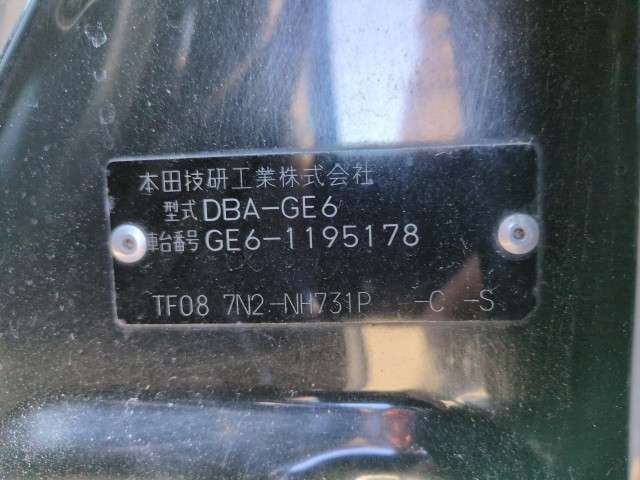 本田技研工業株式会社
型式 DBA-GE6
車台番号 GE6-1195178
TF08 7N2-NH731P -C -S